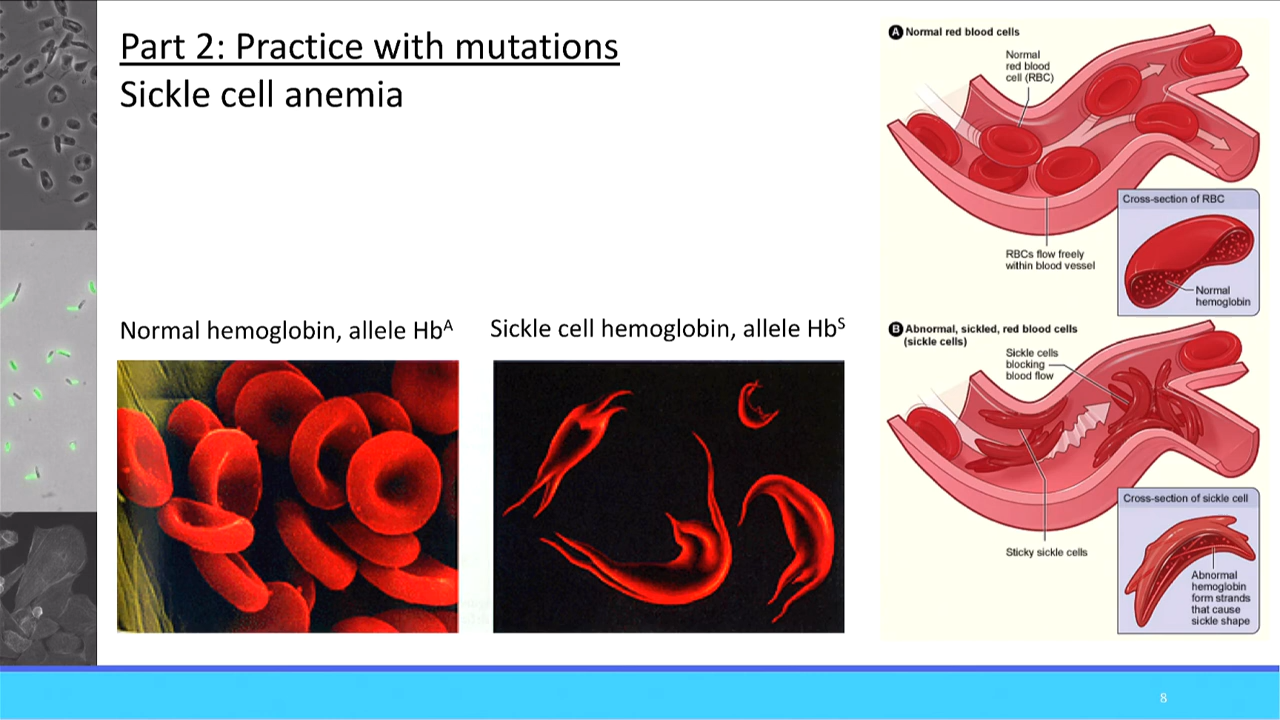 Part 2: Practice with mutations
Sickle cell anemia
Normal hemoglobin, allele Hbᴬ
Sickle cell hemoglobin, allele Hbˢ
A Normal red blood cells
Normal
red blood
cell (RBC)
RBCs flow freely
within blood vessel
Cross-section of RBC
Normal
hemoglobin
B Abnormal, sickled, red blood cells
(sickle cells)
Sickle cells
blocking
blood flow
Sticky sickle cells
Cross-section of sickle cell
Abnormal
hemoglobin
form strands
that cause
sickle shape
8